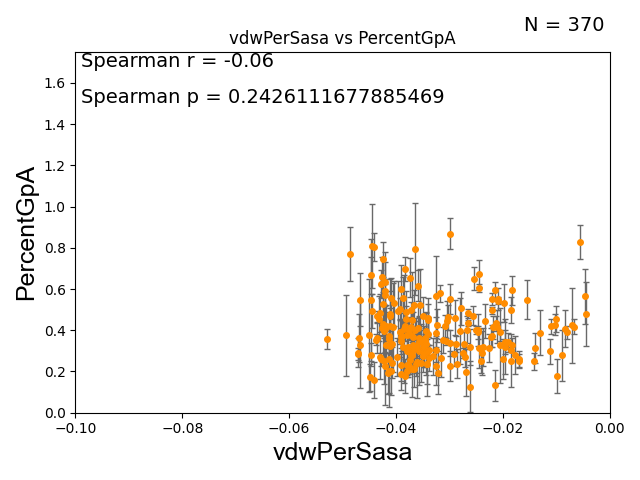 N = 370
vdwPerSasa vs PercentGpA
Spearman r = -0.06
Spearman p = 0.2426111677885469
1.6
1.4
1.2
1.0
0.8
0.6
0.4
0.2
0.0
PercentGpA
−0.10 −0.08 −0.06 −0.04 −0.02 0.00
vdwPerSasa